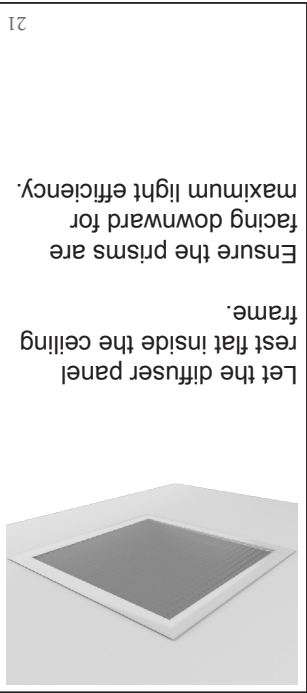 Let the diffuser panel
rest flat inside the ceiling
frame.
Ensure the prisms are
facing downward for
maximum light efficiency.
21